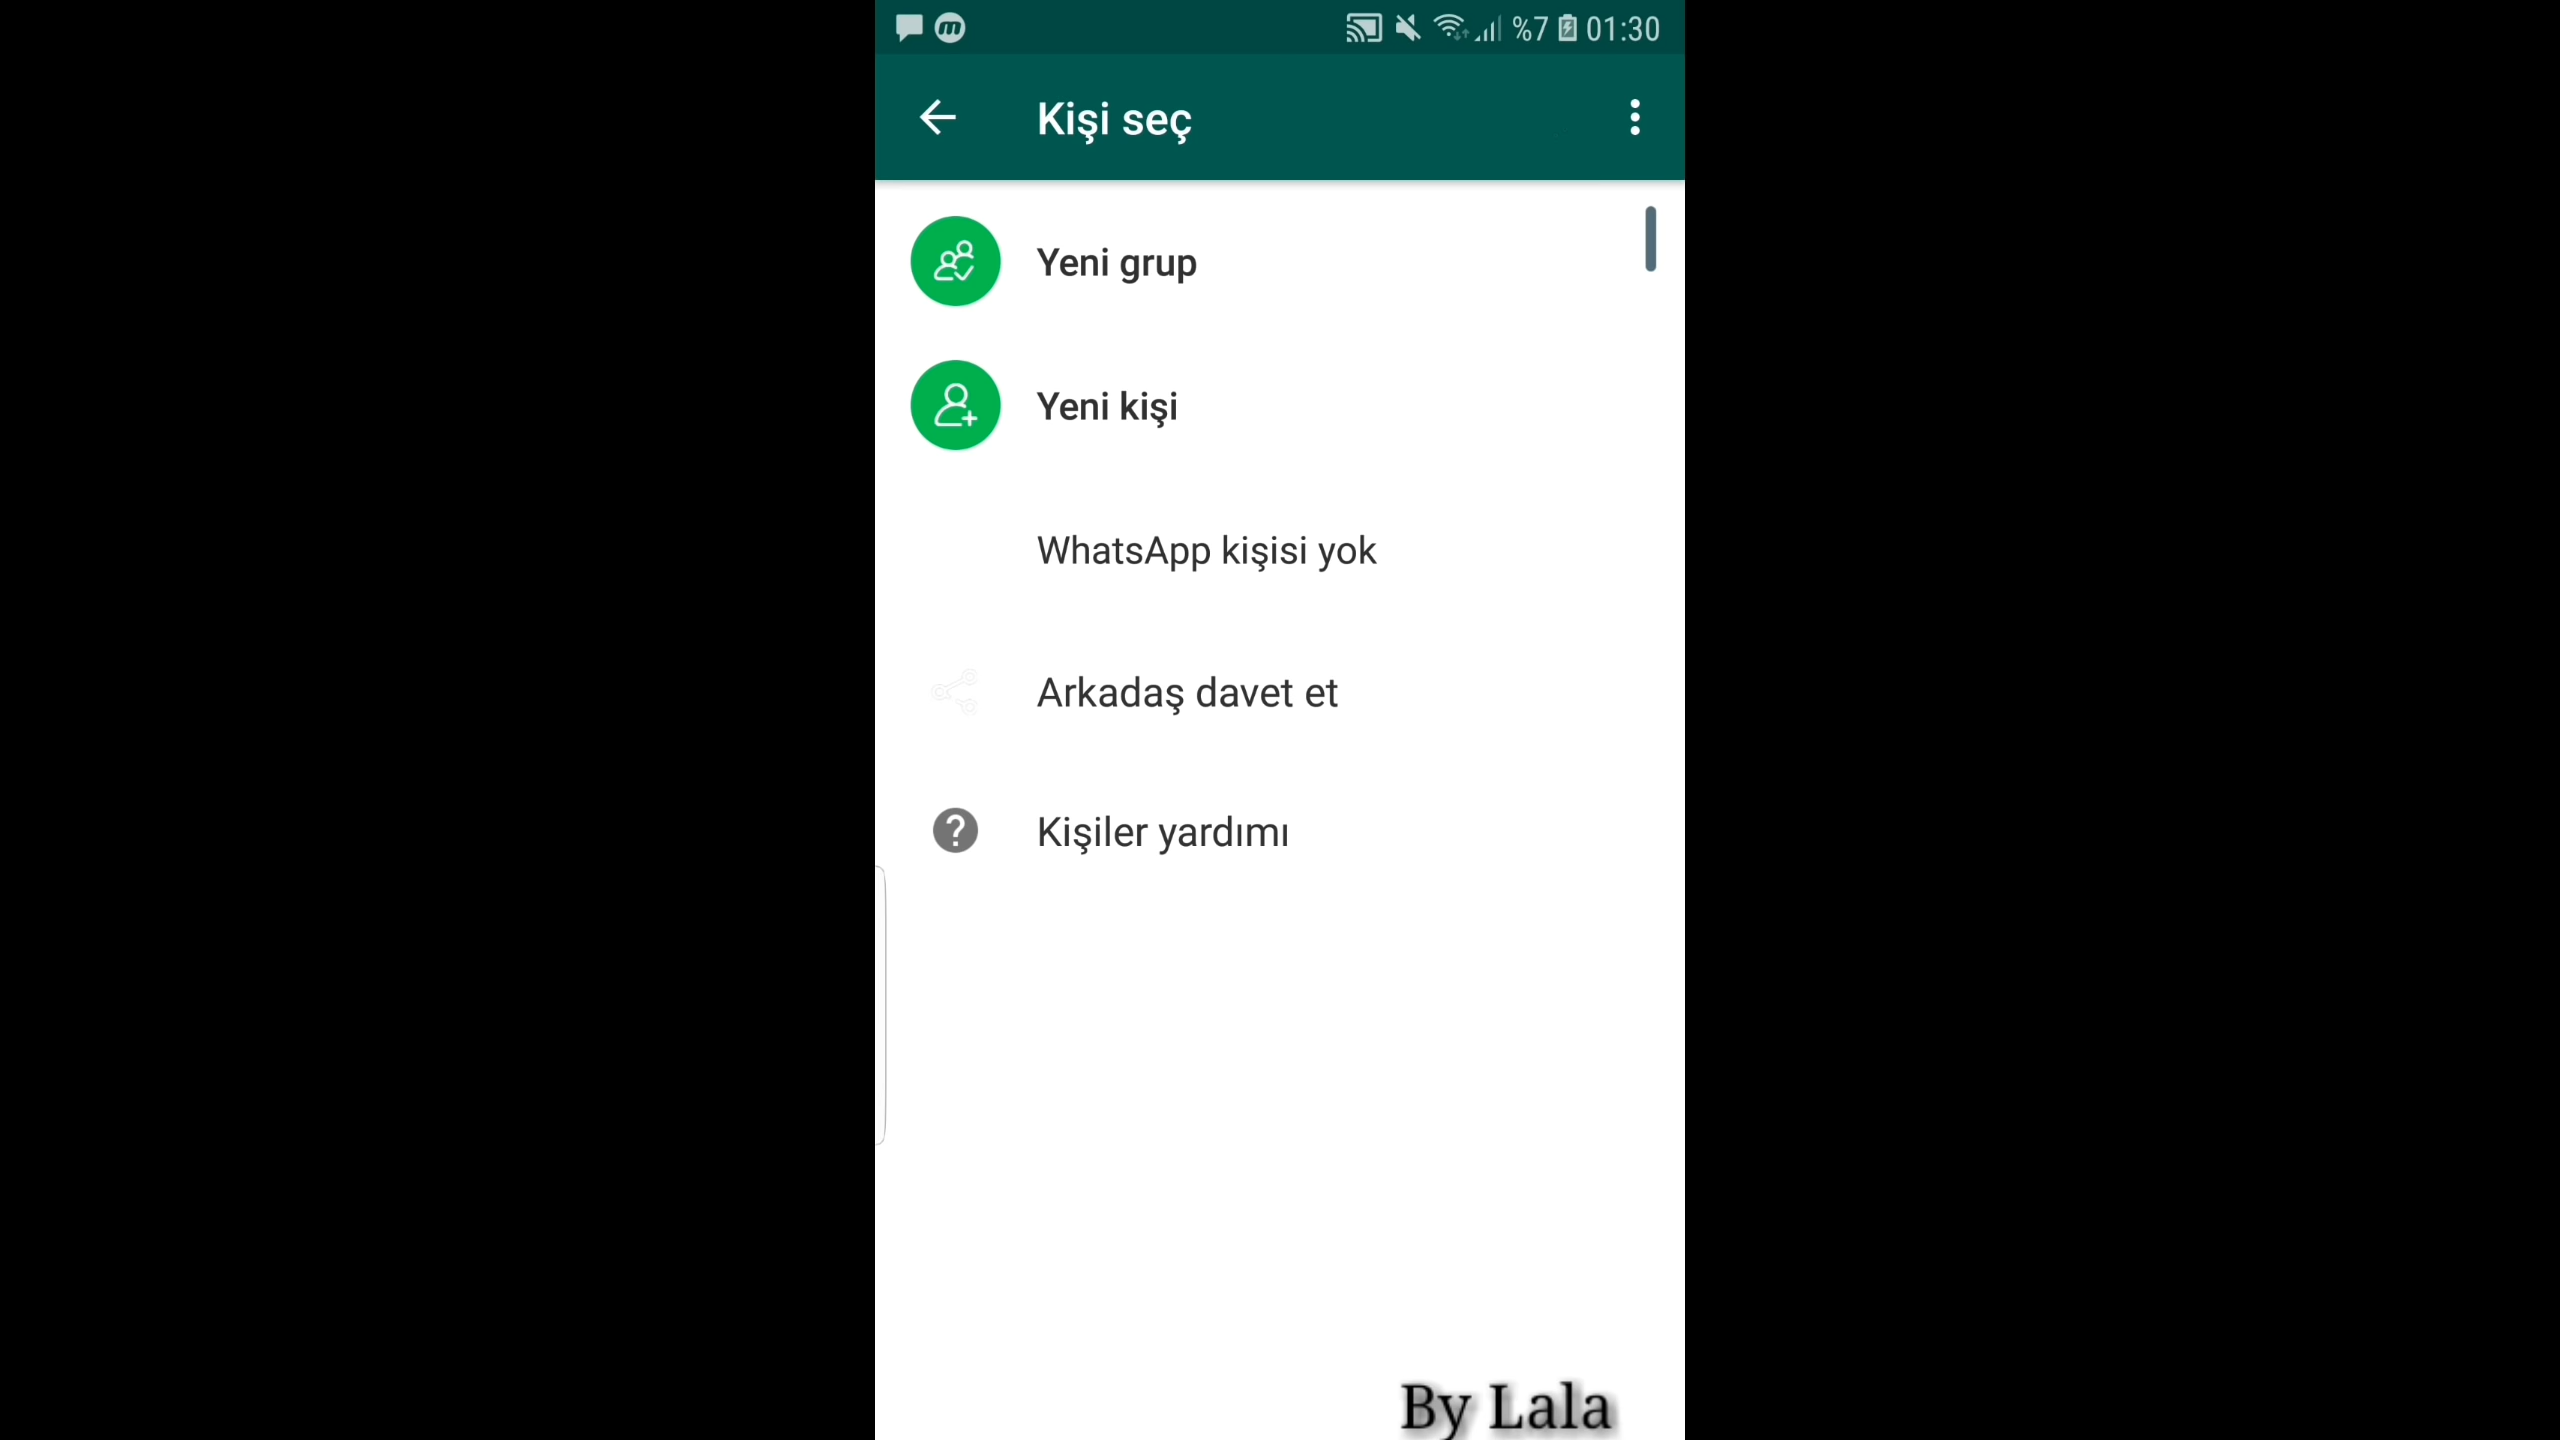 %7 01:30
Kişi seç
Yeni grup
Yeni kişi
WhatsApp kişisi yok
Arkadaş davet et
Kişiler yardımı
By Lala